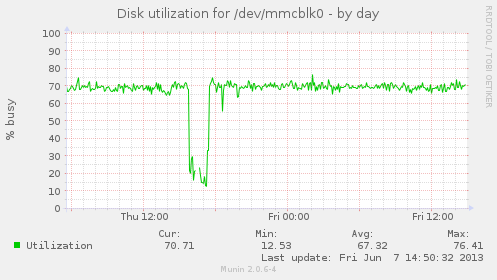 Disk utilization for /dev/mmcblk0 - by day
RRDTOOL / TOBI OETIKER
% busy
100
90
80
70
60
50
40
30
20
10
0
Thu 12:00 Fri 00:00 Fri 12:00
Cur: Min: Avg: Max:
Utilization 70.71 12.53 67.32 76.41
Last update: Fri Jun 7 14:50:32 2013
Munin 2.0.6-4